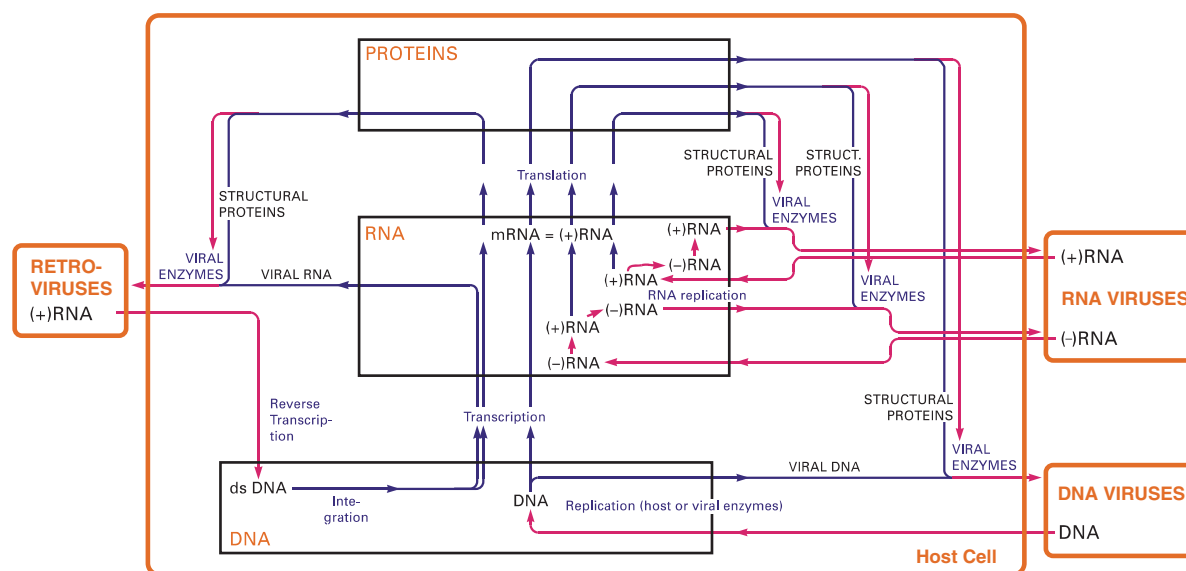 PROTEINS
STRUCTURAL
PROTEINS
STRUCT.
PROTEINS
Translation
STRUCTURAL
PROTEINS
VIRAL
ENZYMES
RNA
mRNA = (+)RNA
(+)RNA
(–)RNA
(+)RNA
RNA replication
VIRAL
ENZYMES
VIRAL
ENZYMES
VIRAL RNA
RETRO-
VIRUSES
(+)RNA
(+)RNA
RNA VIRUSES
(–)RNA
(–)RNA
(+)RNA
(–)RNA
Reverse
Transcrip-
tion
Transcription
STRUCTURAL
PROTEINS
VIRAL
ENZYMES
VIRAL DNA
ds DNA
Inte-
gration
DNA
Replication (host or viral enzymes)
DNA
DNA VIRUSES
DNA
Host Cell